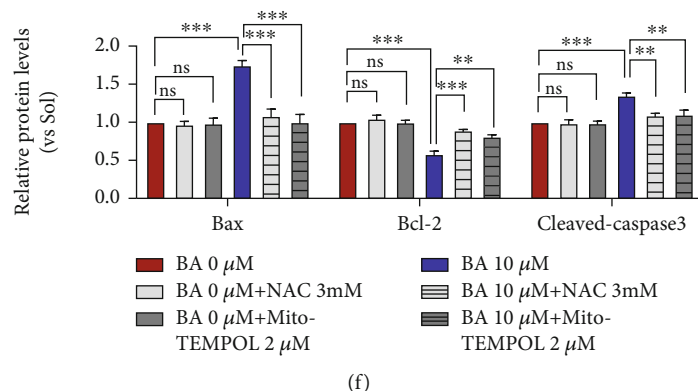 *** *** ***
*** *** *** ** *** **
ns ns *** ns ** 
ns ns ns
2.0
1.5
1.0
0.5
0.0
Relative protein levels
(vs Sol)
Bax Bcl-2 Cleaved-caspase3
BA 0 μM
BA 0 μM+NAC 3mM
BA 0 μM+Mito-
TEMPOL 2 μM
BA 10 μM
BA 10 μM+NAC 3mM
BA 10 μM+Mito-
TEMPOL 2 μM
(f)